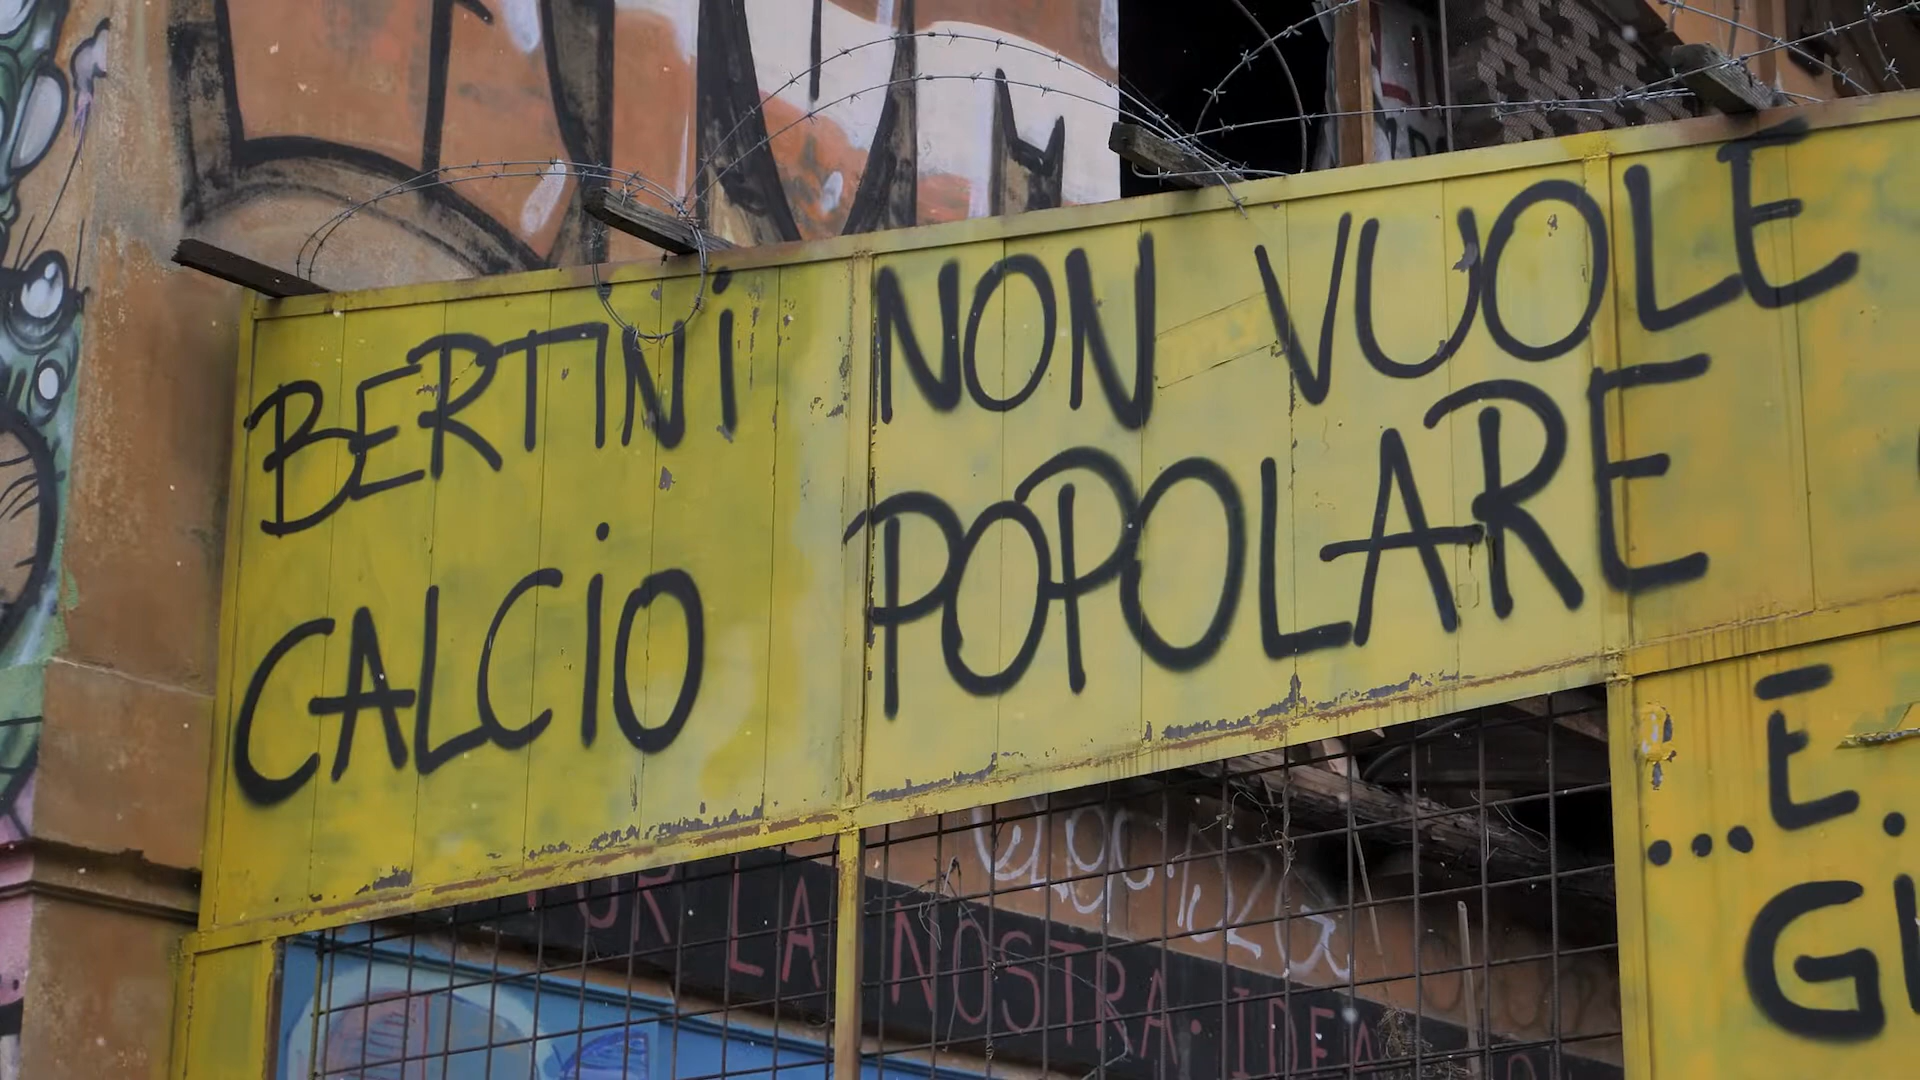 BERTINI NON VUOLE
CALCIO POPOLARE
...E
LA NOSTRA. IDEA